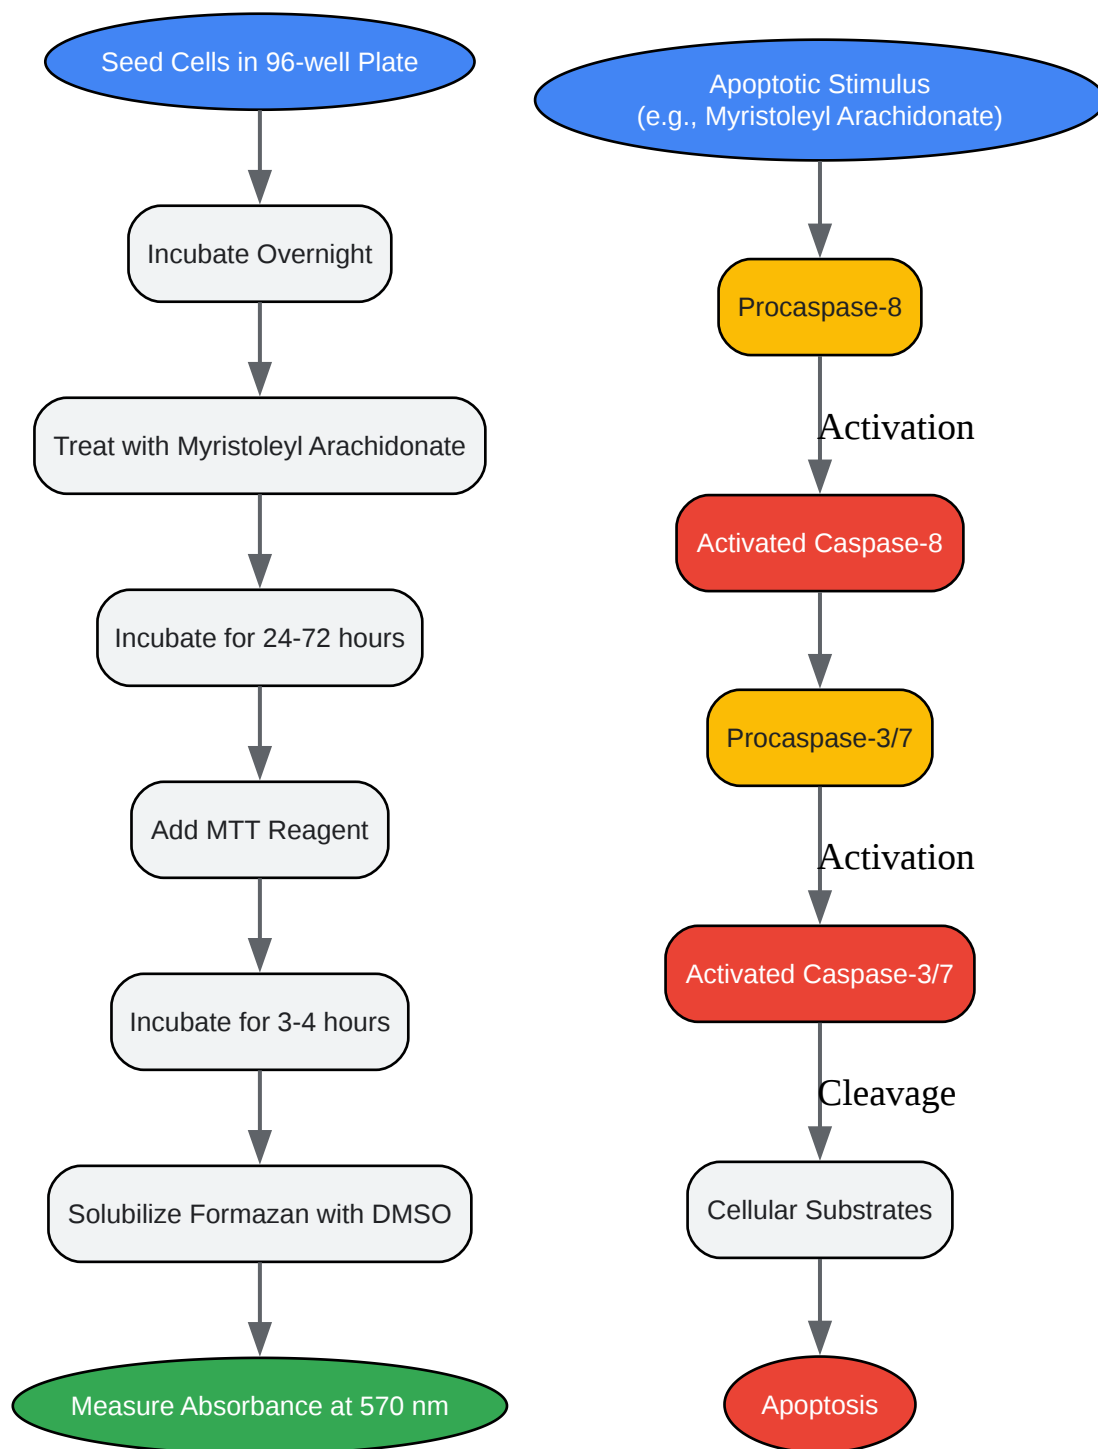 Seed Cells in 96-well Plate
Incubate Overnight
Treat with Myristoleyl Arachidonate
Incubate for 24-72 hours
Add MTT Reagent
Incubate for 3-4 hours
Solubilize Formazan with DMSO
Measure Absorbance at 570 nm
Apoptotic Stimulus
(e.g., Myristoleyl Arachidonate)
Procaspase-8
Activation
Activated Caspase-8
Procaspase-3/7
Activation
Activated Caspase-3/7
Cleavage
Cellular Substrates
Apoptosis